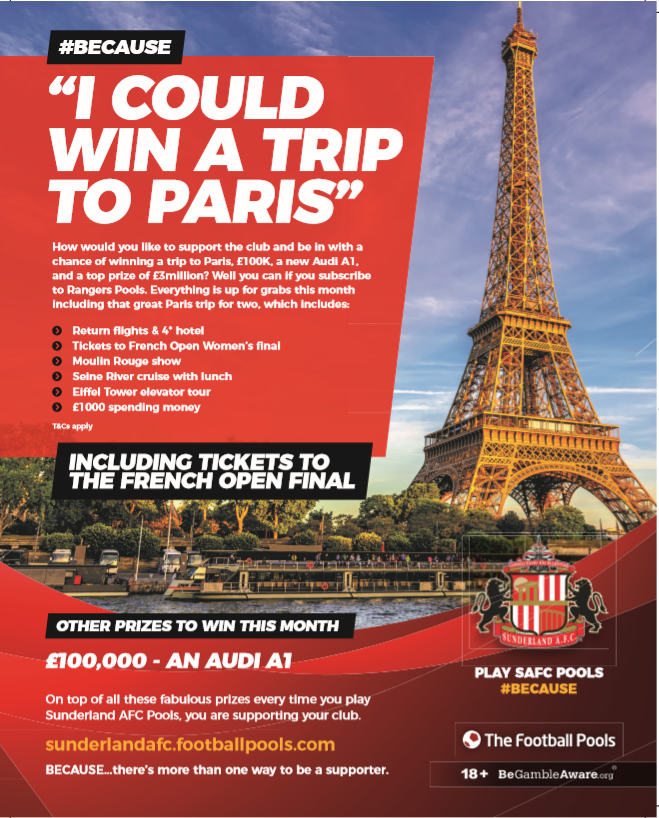 #BECAUSE
“I COULD
WIN A TRIP
TO PARIS”
How would you like to support the club and be in with a
chance of winning a trip to Paris, £100K, a new Audi A1,
and a top prize of £3million? Well you can if you subscribe
to Rangers Pools. Everything is up for grabs this month
including that great Paris trip for two, which includes:
Return flights & 4* hotel
Tickets to French Open Women's final
Moulin Rouge show
Seine River cruise with lunch
Eiffel Tower elevator tour
£1000 spending money
T&Cs apply
INCLUDING TICKETS TO
THE FRENCH OPEN FINAL
OTHER PRIZES TO WIN THIS MONTH
£100,000 - AN AUDI A1
On top of all these fabulous prizes every time you play
Sunderland AFC Pools, you are supporting your club.
sunderlandafc.footballpools.com
BECAUSE...there's more than one way to be a supporter.
SUNDERLAND A.F.C.
PLAY SAFC POOLS
#BECAUSE
The Football Pools
18+ BeGambleAware.org®